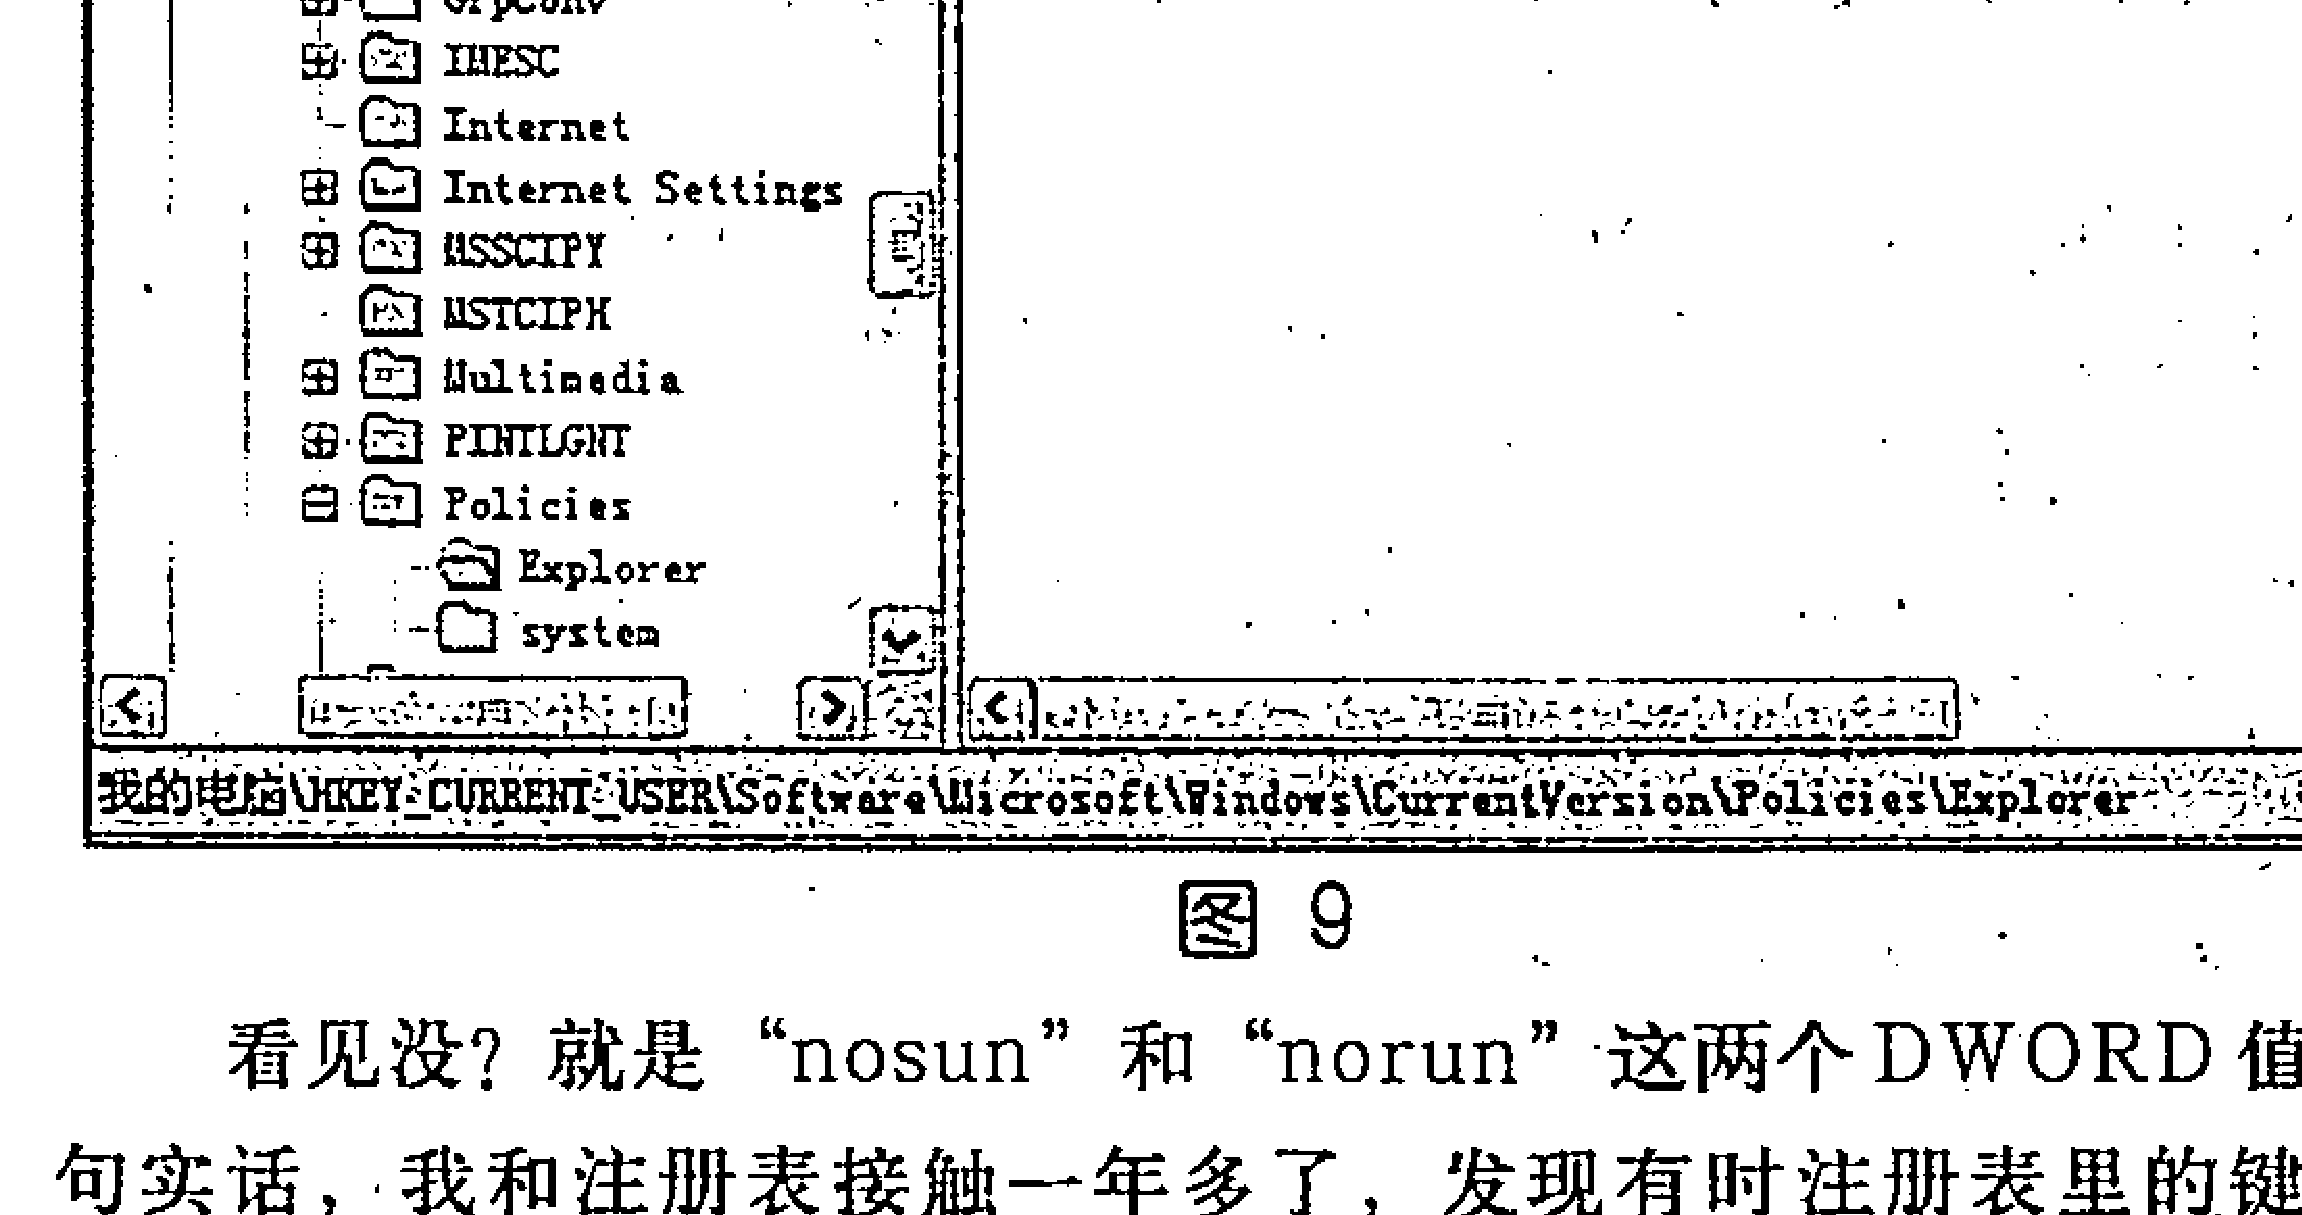 GrpConv
IMESC
Internet
Internet Settings
MSSCIPY
MSTCIPH
Multimedia
PINTLGNT
Policies
Explorer
system
我的电脑\HKEY_CURRENT_USER\Software\Microsoft\Windows\CurrentVersion\Policies\Explorer
图 9
看见没？就是“nosun”和“norun”这两个DWORD值
句实话，我和注册表接触一年多了，发现有时注册表里的键